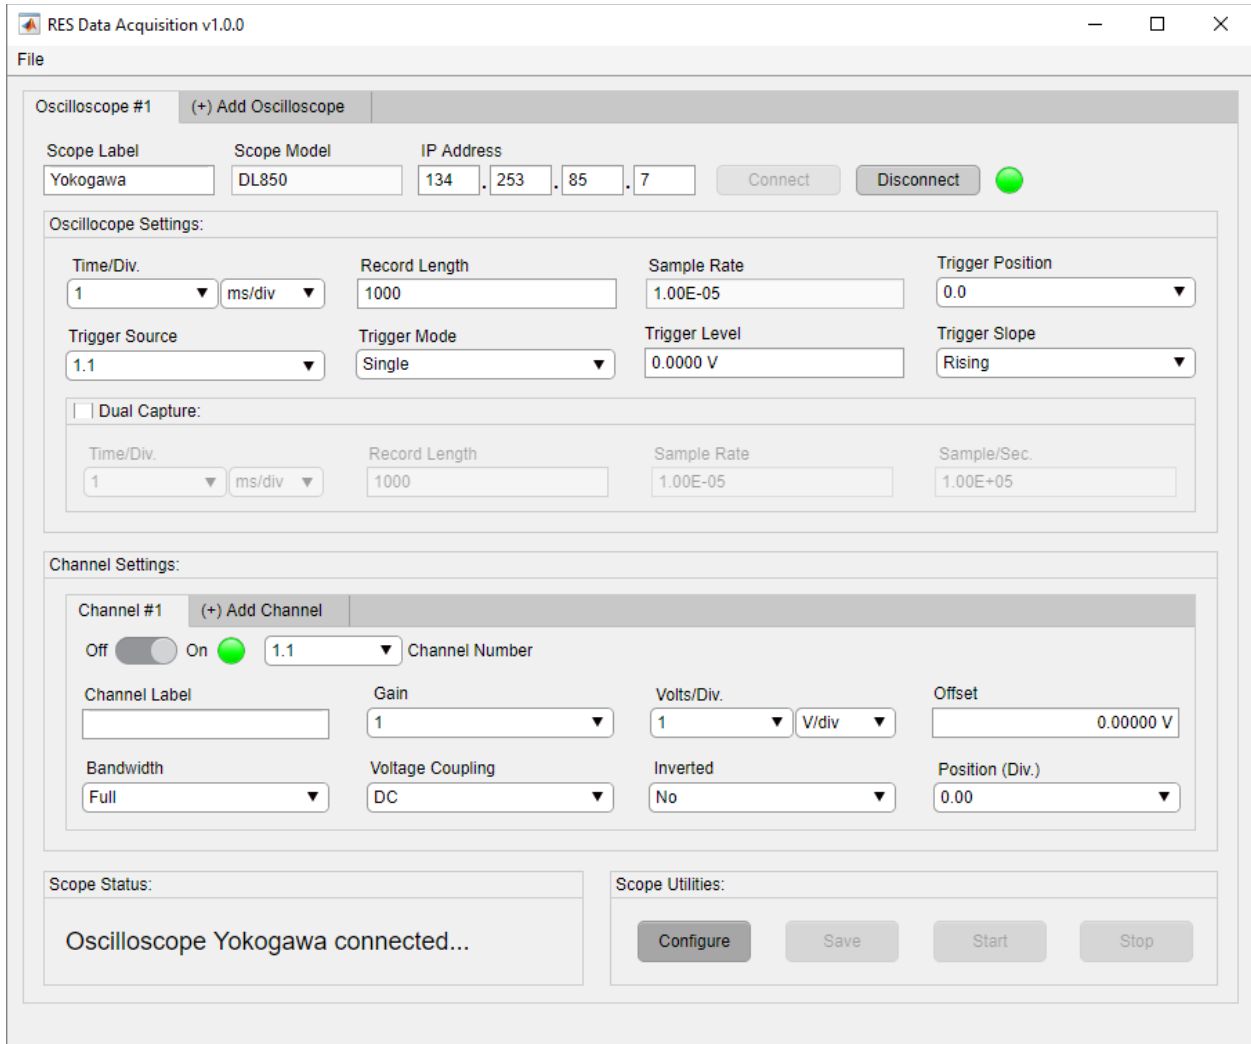 RES Data Acquisition v1.0.0
File
Oscilloscope #1 (+) Add Oscilloscope
Scope Label Scope Model IP Address
Yokogawa DL850 134 . 253 . 85 . 7 Connect Disconnect
Oscillocope Settings:
Time/Div. Record Length Sample Rate Trigger Position
1 ms/div 1000 1.00E-05 0.0
Trigger Source Trigger Mode Trigger Level Trigger Slope
1.1 Single 0.0000 V Rising
Dual Capture:
Time/Div. Record Length Sample Rate Sample/Sec.
1 ms/div 1000 1.00E-05 1.00E+05
Channel Settings:
Channel #1 (+) Add Channel
Off On 1.1 Channel Number
Channel Label Gain Volts/Div. Offset
1 1 V/div 0.00000 V
Bandwidth Voltage Coupling Inverted Position (Div.)
Full DC No 0.00
Scope Status: Scope Utilities:
Oscilloscope Yokogawa connected... Configure Save Start Stop